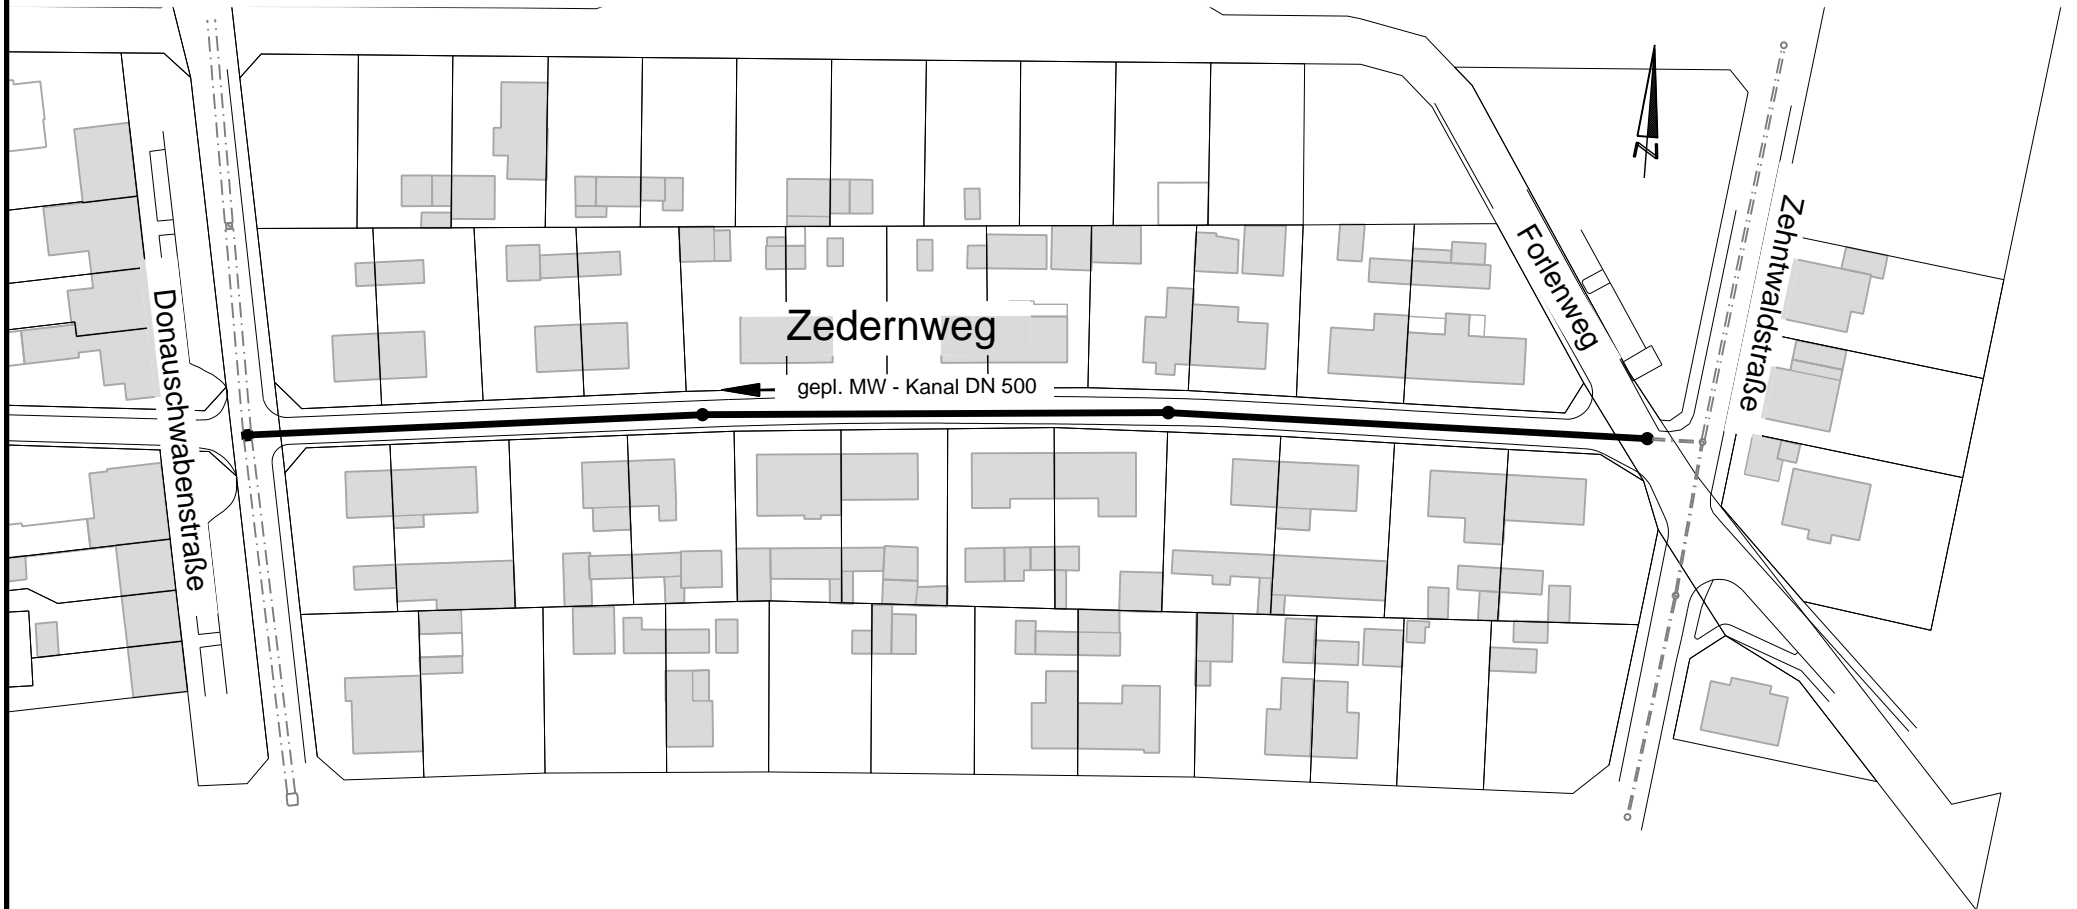 N
Zehntwaldstraße
Forlenweg
Donauschwabenstraße
Zedernweg
gepl. MW - Kanal DN 500